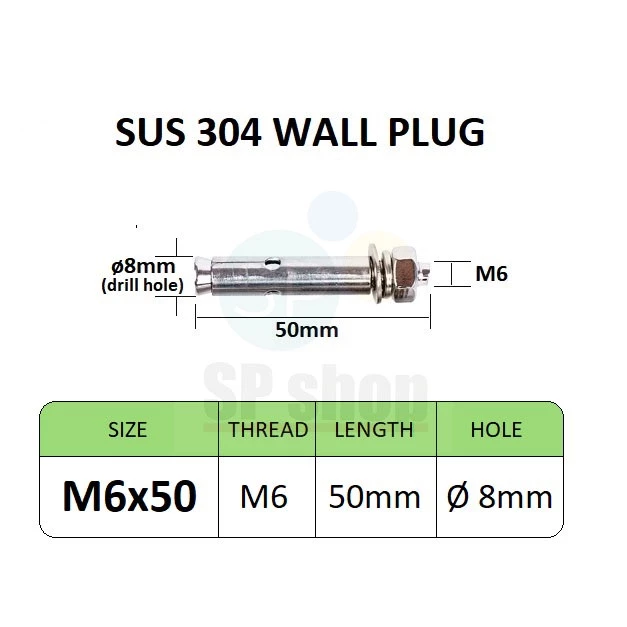 SUS 304 WALL PLUG
ø8mm
(drill hole)
M6
50mm
SP shop
SIZE THREAD LENGTH HOLE
M6x50 M6 50mm Ø 8mm